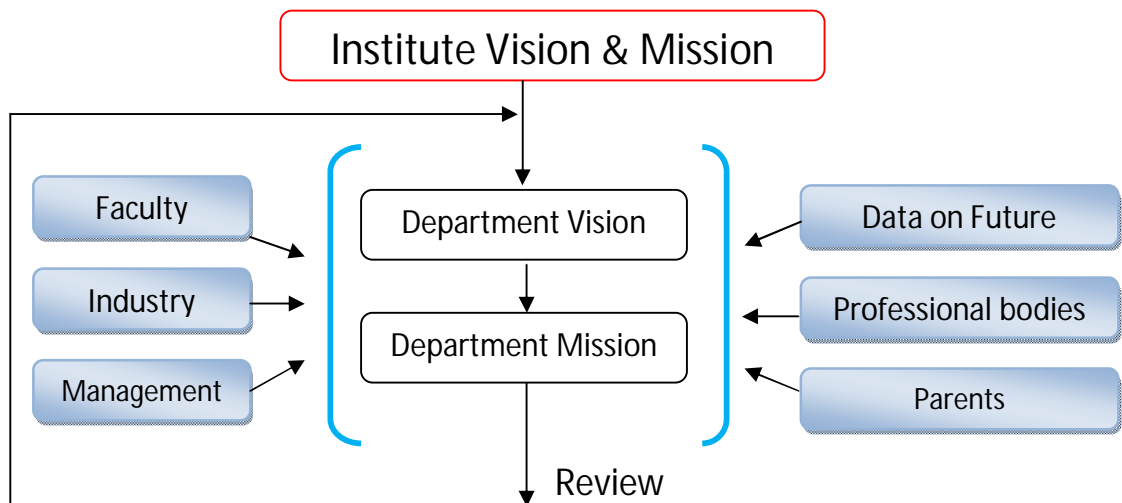 Institute Vision & Mission
Faculty
Industry
Management
Department Vision
Department Mission
Data on Future
Professional bodies
Parents
Review